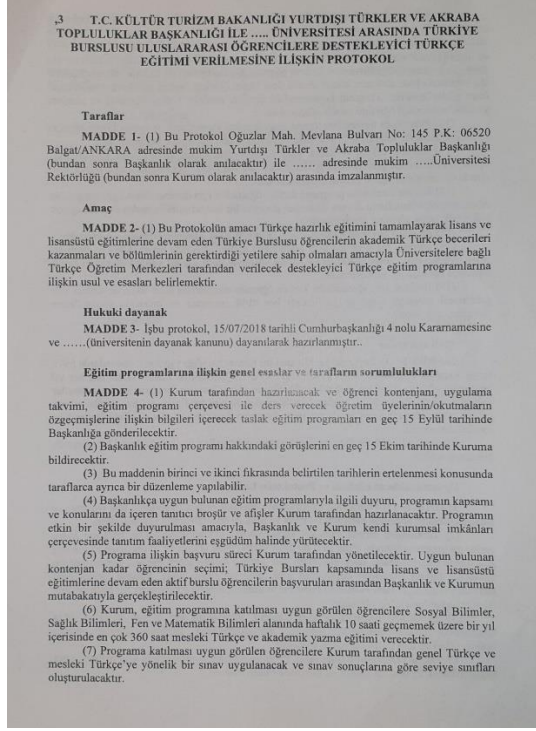 ,3 T.C. KÜLTÜR TURİZM BAKANLIĞI YURTDIŞI TÜRKLER VE AKRABA
TOPLULUKLAR BAŞKANLIĞI İLE ….. ÜNİVERSİTESİ ARASINDA TÜRKİYE
BURSLUSU ULUSLARARASI ÖĞRENCİLERE DESTEKLEYİCİ TÜRKÇE
EĞİTİMİ VERİLMESİNE İLİŞKİN PROTOKOL
Taraflar
MADDE 1- (1) Bu Protokol Oğuzlar Mah. Mevlana Bulvarı No: 145 P.K: 06520
Balgat/ANKARA adresinde mukim Yurtdışı Türkler ve Akraba Topluluklar Başkanlığı
(bundan sonra Başkanlık olarak anılacaktır) ile …… adresinde mukim …..Üniversitesi
Rektörlüğü (bundan sonra Kurum olarak anılacaktır) arasında imzalanmıştır.
Amaç
MADDE 2- (1) Bu Protokolün amacı Türkçe hazırlık eğitimini tamamlayarak lisans ve
lisansüstü eğitimlerine devam eden Türkiye Burslusu öğrencilerin akademik Türkçe becerileri
kazanmaları ve bölümlerinin gerektirdiği yetilere sahip olmaları amacıyla Üniversitelere bağlı
Türkçe Öğretim Merkezleri tarafından verilecek destekleyici Türkçe eğitim programlarına
ilişkin usul ve esasları belirlemektir.
Hukuki dayanak
MADDE 3- İşbu protokol, 15/07/2018 tarihli Cumhurbaşkanlığı 4 nolu Kararnamesine
ve ……(üniversitenin dayanak kanunu) dayanılarak hazırlanmıştır..
Eğitim programlarına ilişkin genel esaslar ve tarafların sorumlulukları
MADDE 4- (1) Kurum tarafından hazırlanacak ve öğrenci kontenjanı, uygulama
takvimi, eğitim programı çerçevesi ile ders verecek öğretim üyelerinin/okutmaların
özgeçmişlerine ilişkin bilgileri içerecek taslak eğitim programları en geç 15 Eylül tarihinde
Başkanlığa gönderilecektir.
(2) Başkanlık eğitim programı hakkındaki görüşlerini en geç 15 Ekim tarihinde Kuruma
bildirecektir.
(3) Bu maddenin birinci ve ikinci fıkrasında belirtilen tarihlerin ertelenmesi konusunda
taraflarca ayrıca bir düzenleme yapılabilir.
(4) Başkanlıkça uygun bulunan eğitim programlarıyla ilgili duyuru, programın kapsamı
ve konularını da içeren tanıtıcı broşür ve afişler Kurum tarafından hazırlanacaktır. Programın
etkin bir şekilde duyurulması amacıyla, Başkanlık ve Kurum kendi kurumsal imkânları
çerçevesinde tanıtım faaliyetlerini eşgüdüm halinde yürütecektir.
(5) Programa ilişkin başvuru süreci Kurum tarafından yönetilecektir. Uygun bulunan
kontenjan kadar öğrencinin seçimi; Türkiye Bursları kapsamında lisans ve lisansüstü
eğitimlerine devam eden aktif burslu öğrencilerin başvuruları arasından Başkanlık ve Kurumun
mutabakatıyla gerçekleştirilecektir.
(6) Kurum, eğitim programına katılması uygun görülen öğrencilere Sosyal Bilimler,
Sağlık Bilimleri, Fen ve Matematik Bilimleri alanında haftalık 10 saati geçmemek üzere bir yıl
içerisinde en çok 360 saat mesleki Türkçe ve akademik yazma eğitimi verecektir.
(7) Programa katılması uygun görülen öğrencilere Kurum tarafından genel Türkçe ve
mesleki Türkçe'ye yönelik bir sınav uygulanacak ve sınav sonuçlarına göre seviye sınıfları
oluşturulacaktır.